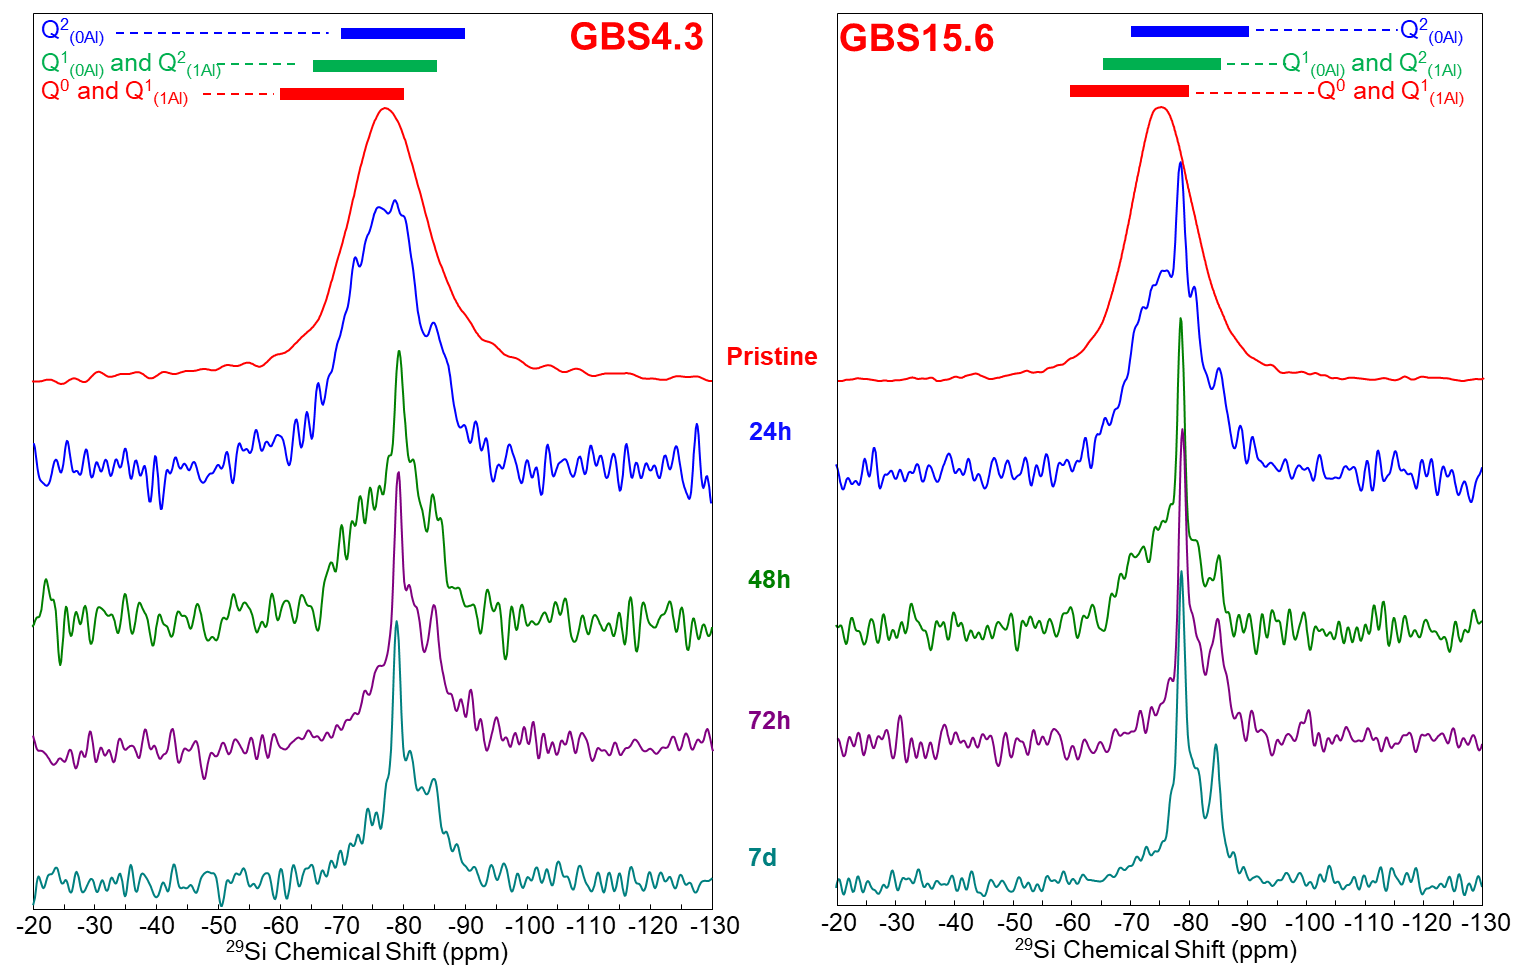 Q²(0Al)
GBS4.3
Q¹(0Al) and Q²(1Al)
Q⁰ and Q¹(1Al)
GBS15.6
Q²(0Al)
Q¹(0Al) and Q²(1Al)
Q⁰ and Q¹(1Al)
Pristine
24h
48h
72h
7d
-20 -30 -40 -50 -60 -70 -80 -90 -100 -110 -120 -130
²⁹Si Chemical Shift (ppm)
-20 -30 -40 -50 -60 -70 -80 -90 -100 -110 -120 -130
²⁹Si Chemical Shift (ppm)